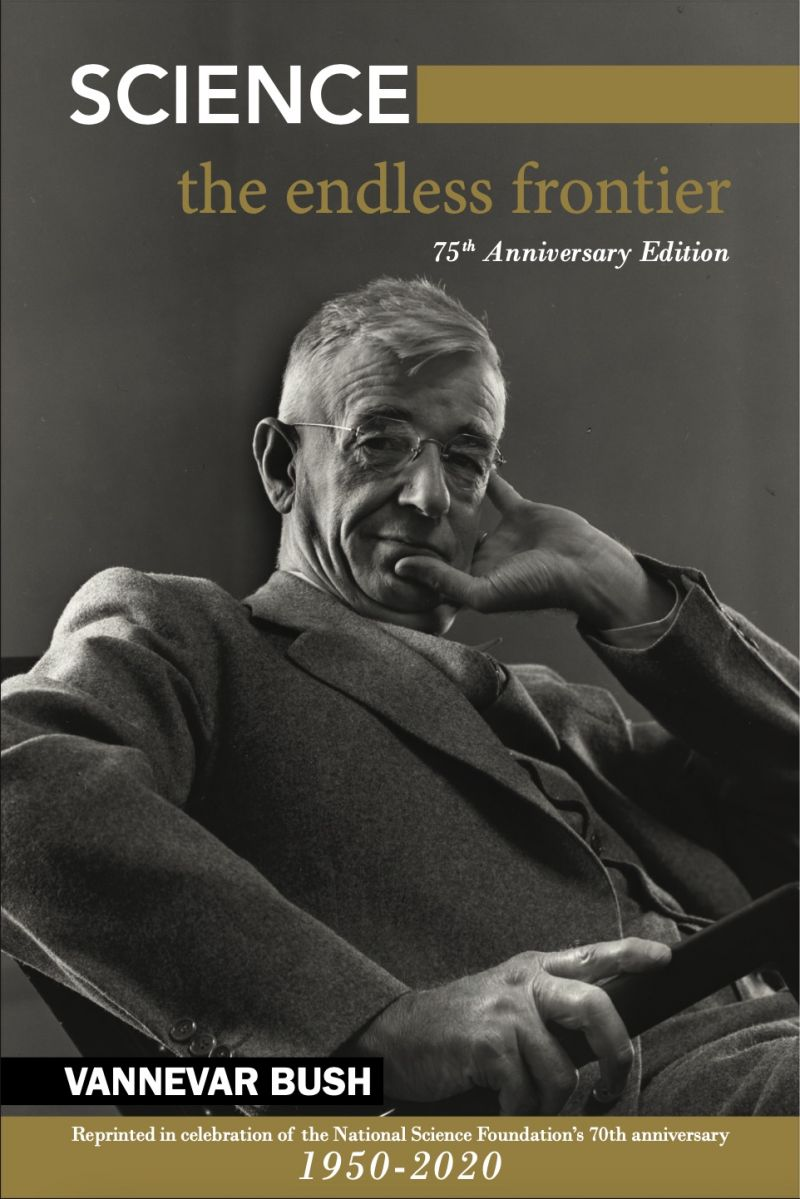 SCIENCE
the endless frontier
75th Anniversary Edition
VANNEVAR BUSH
Reprinted in celebration of the National Science Foundation's 70th anniversary
1950-2020